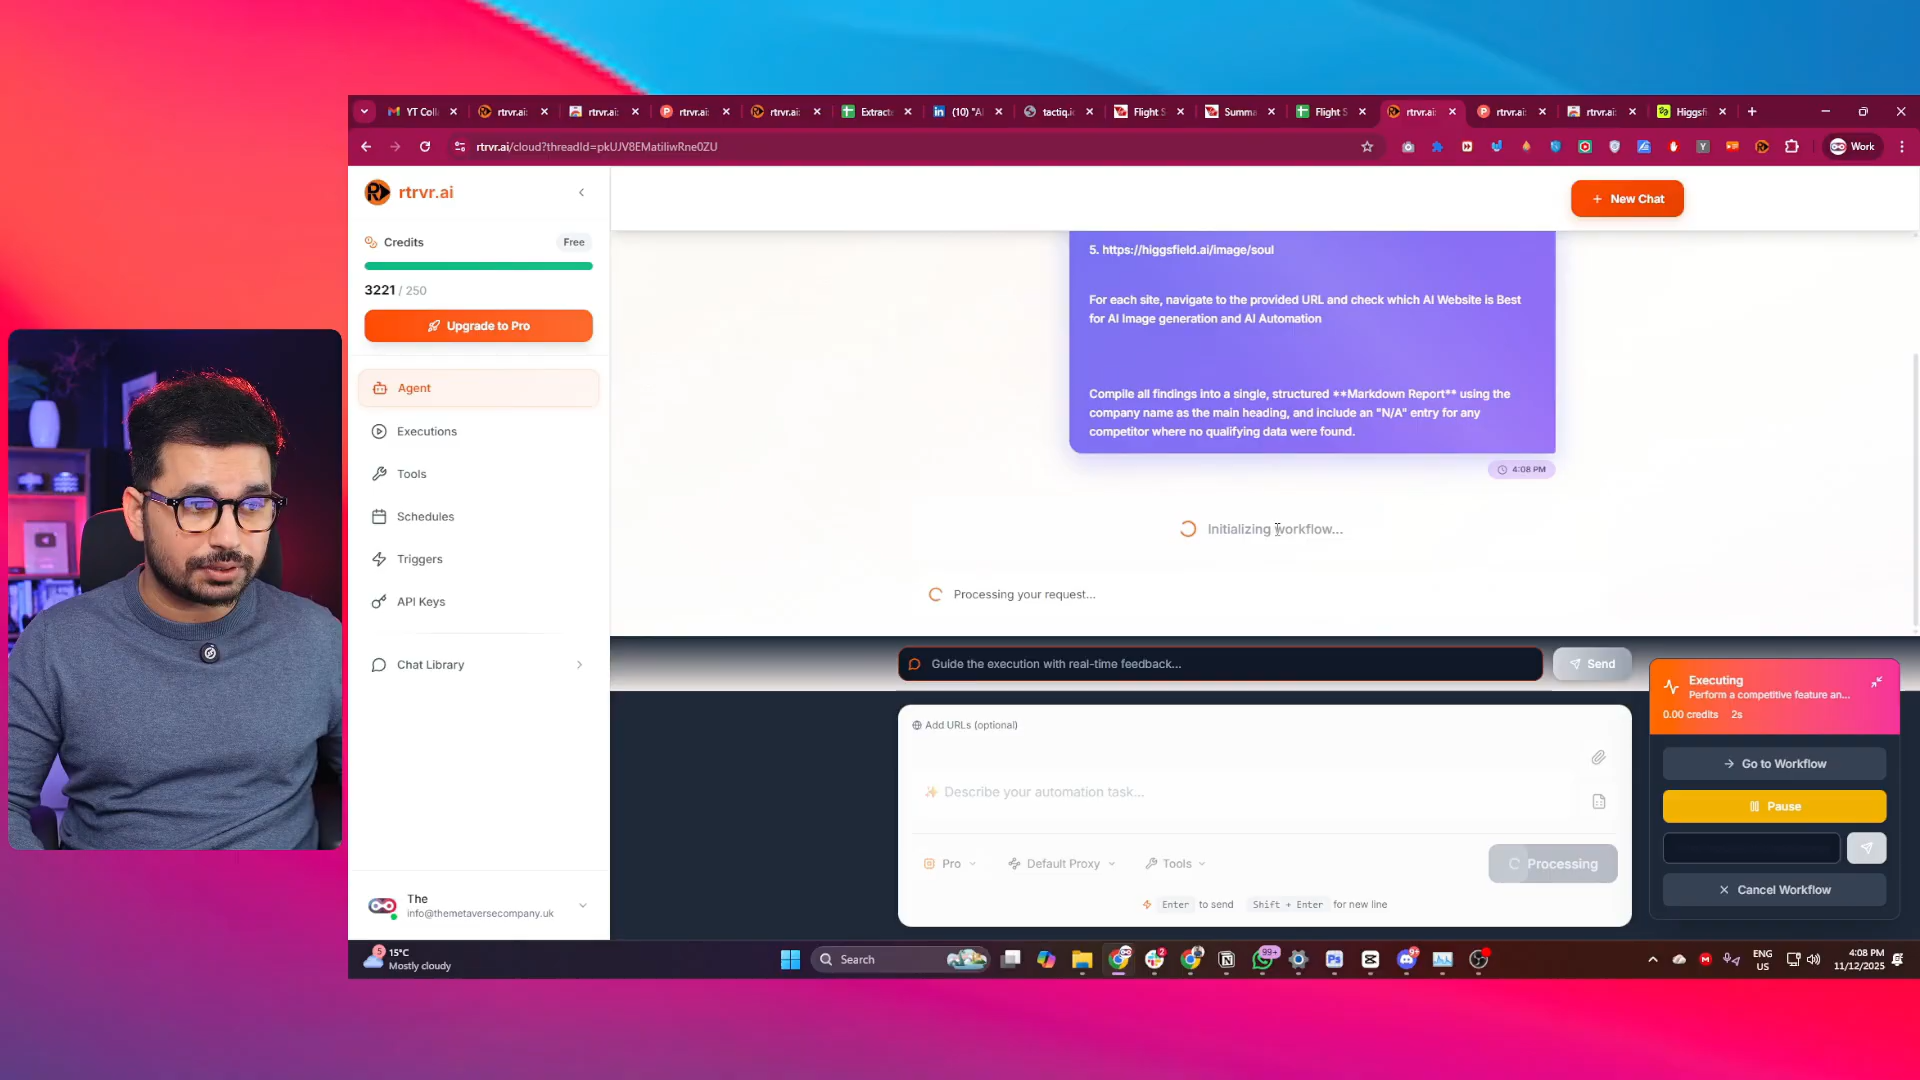 YT Coll
rtrvr.ai:
rtrvr.ai:
rtrvr.ai:
rtrvr.ai:
Extracte
(10) "A
tactiq.i
Flight S
Summa
Flight S
rtrvr.ai:
rtrvr.ai:
rtrvr.ai:
Higgsfi
rtrvr.ai/cloud?threadId=pkUJV8EMatiliwRne0ZU
Work
rtrvr.ai
New Chat
Credits
Free
3221 / 250
Upgrade to Pro
Agent
Executions
Tools
Schedules
Triggers
API Keys
Chat Library
The
info@themetaversecompany.uk
5. https://higgsfield.ai/image/soul
For each site, navigate to the provided URL and check which AI Website is Best
for AI Image generation and AI Automation
Compile all findings into a single, structured **Markdown Report** using the
company name as the main heading, and include an "N/A" entry for any
competitor where no qualifying data were found.
4:08 PM
Initializing workflow...
Processing your request...
Guide the execution with real-time feedback...
Send
Add URLs (optional)
Describe your automation task...
Pro
Default Proxy
Tools
Processing
Enter to send Shift + Enter for new line
Executing
Perform a competitive feature an...
0.00 credits 2s
Go to Workflow
Pause
Cancel Workflow
5
15°C
Mostly cloudy
Search
2
99+
Ps
9+
ENG
US
4:08 PM
11/12/2025